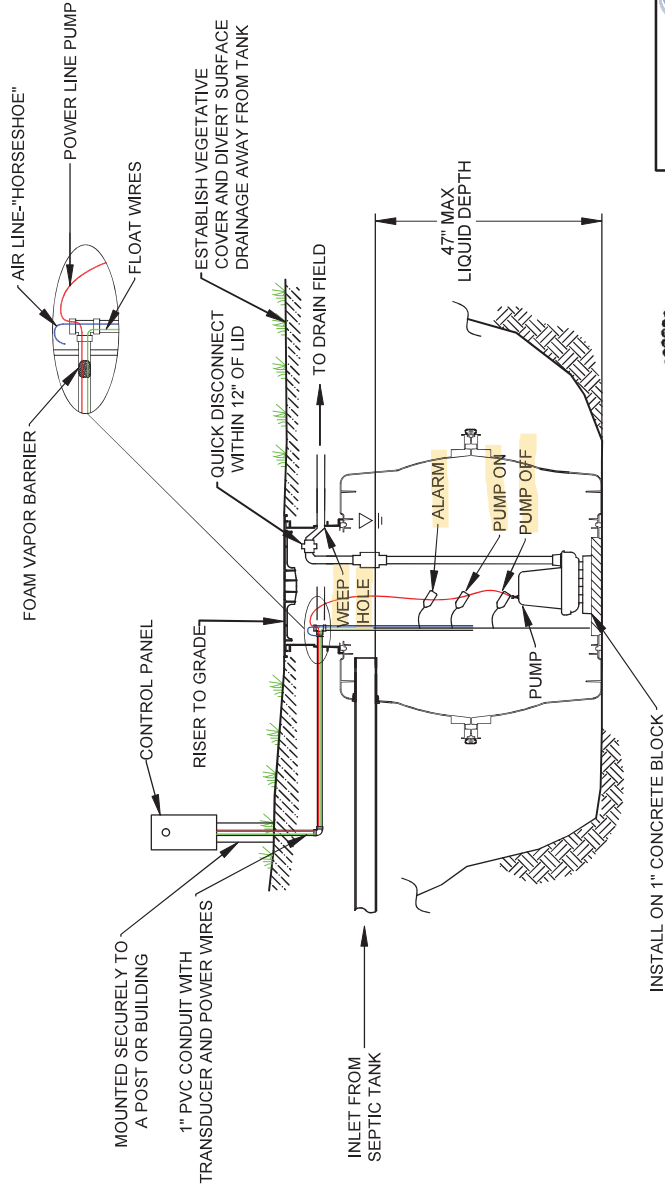 AIR LINE-"HORSESHOE"
POWER LINE PUMP
FOAM VAPOR BARRIER
FLOAT WIRES
CONTROL PANEL
RISER TO GRADE
ESTABLISH VEGETATIVE
COVER AND DIVERT SURFACE
DRAINAGE AWAY FROM TANK
QUICK DISCONNECT
WITHIN 12" OF LID
TO DRAIN FIELD
MOUNTED SECURELY TO
A POST OR BUILDING
1" PVC CONDUIT WITH
TRANSDUCER AND POWER WIRES
INLET FROM
SEPTIC TANK
WEEP
HOLE
ALARM
PUMP ON
PUMP OFF
PUMP
47" MAX
LIQUID DEPTH
INSTALL ON 1" CONCRETE BLOCK